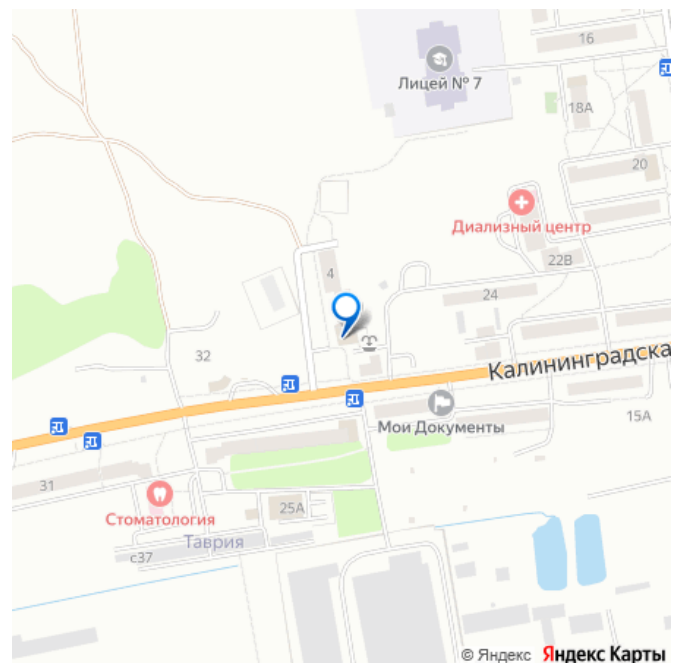 16
Лицей № 7
18А
20
Диализный центр
22В
4
24
32
Калининградска
Мои Документы
15А
31
Стоматология
25А
Таврия
с37
© Яндекс Яндекс Карты